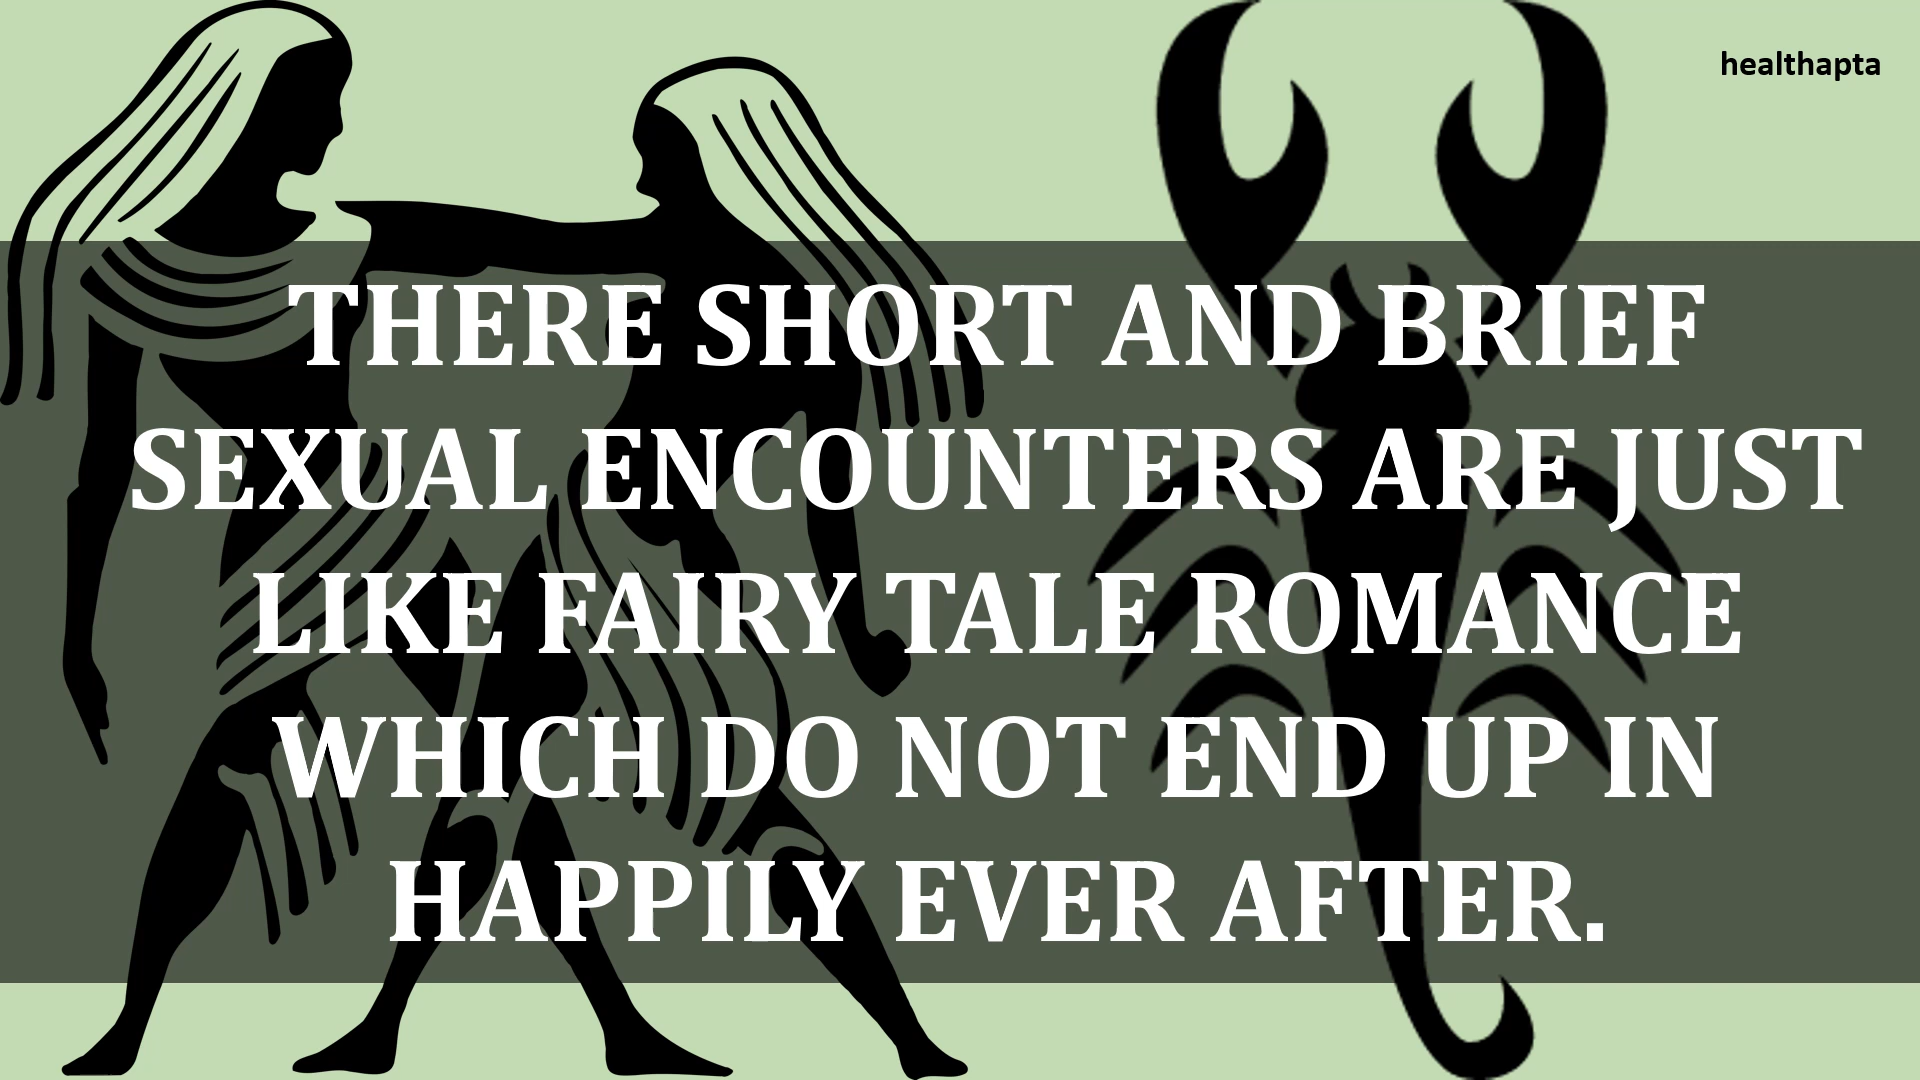 healthapta
THERE SHORT AND BRIEF
SEXUAL ENCOUNTERS ARE JUST
LIKE FAIRY TALE ROMANCE
WHICH DO NOT END UP IN
HAPPILY EVER AFTER.